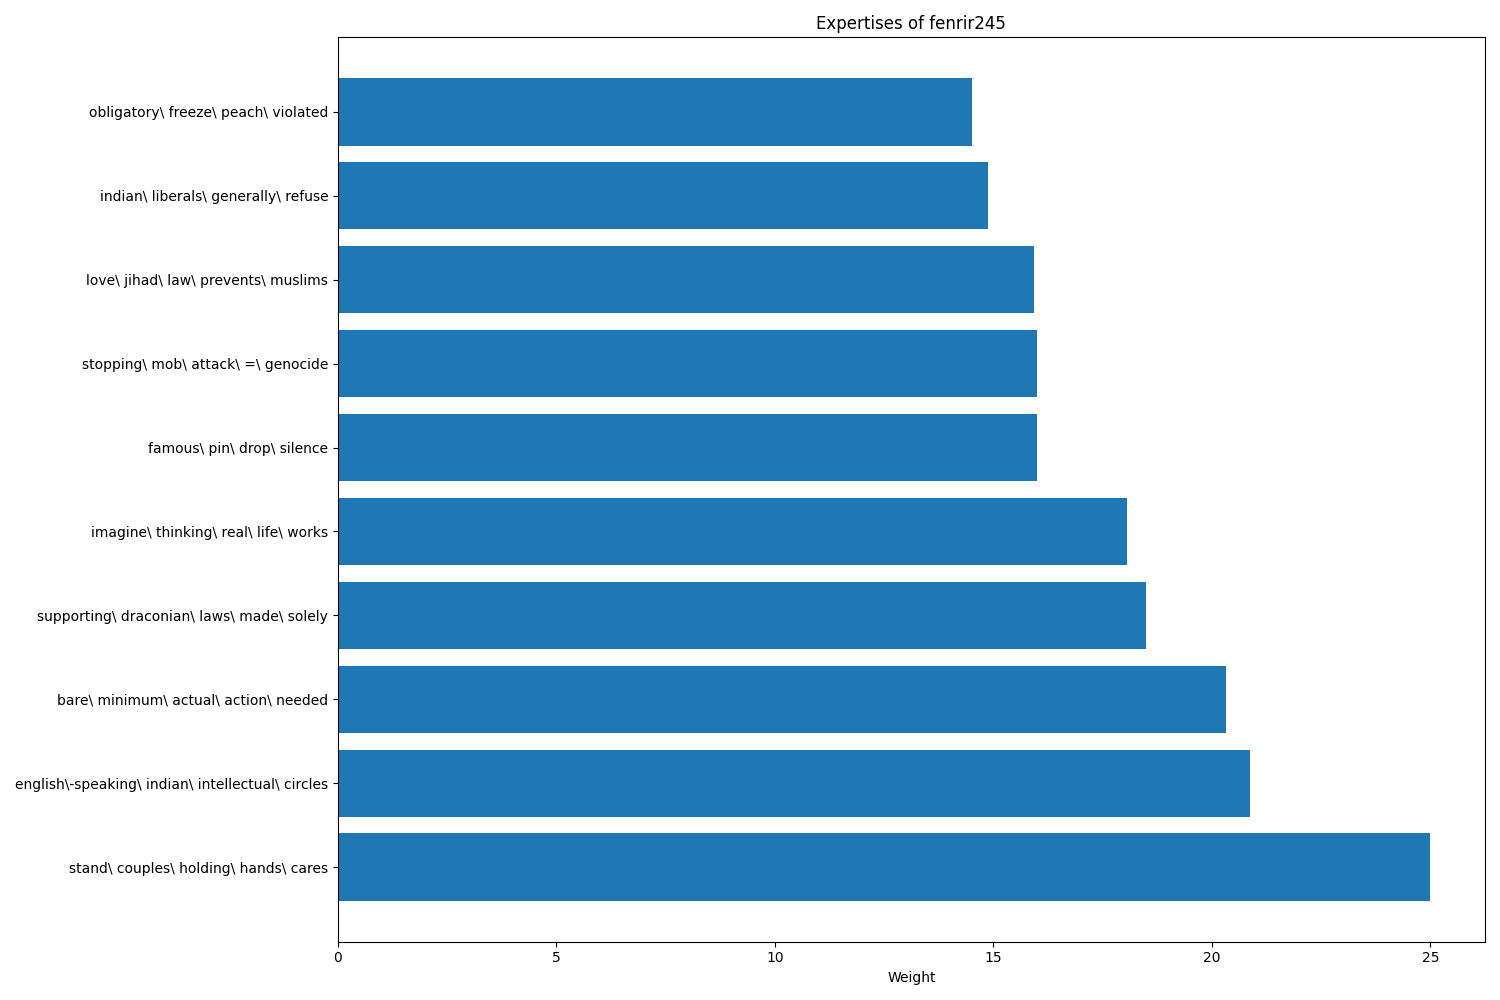 Expertises of fenrir245
obligatory\ freeze\ peach\ violated
indian\ liberals\ generally\ refuse
love\ jihad\ law\ prevents\ muslims
stopping\ mob\ attack\ =\ genocide
famous\ pin\ drop\ silence
imagine\ thinking\ real\ life\ works
supporting\ draconian\ laws\ made\ solely
bare\ minimum\ actual\ action\ needed
english\-speaking\ indian\ intellectual\ circles
stand\ couples\ holding\ hands\ cares
0 5 10 15 20 25
Weight